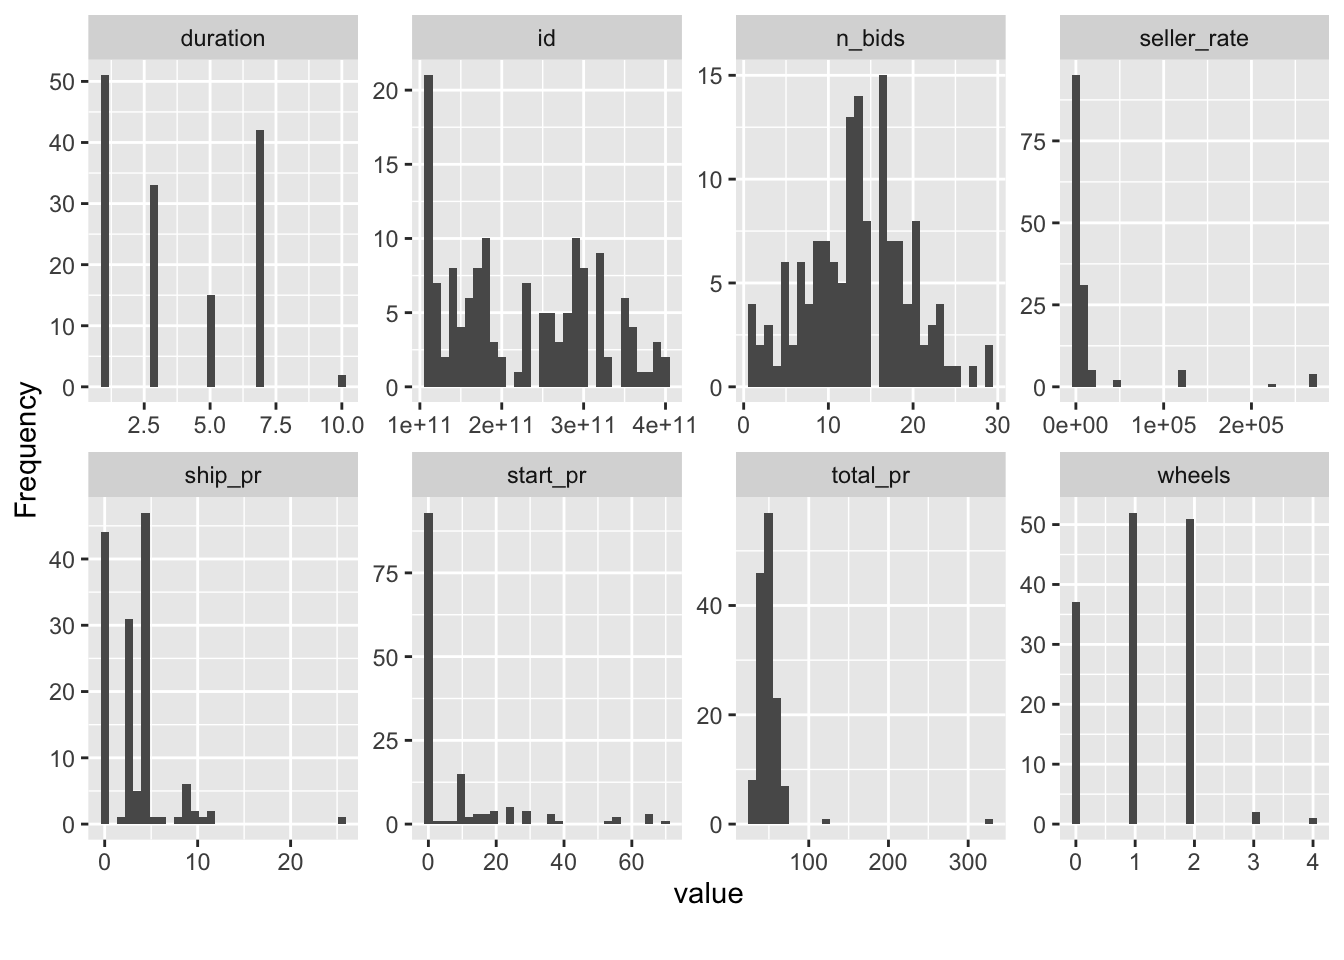 duration id n_bids seller_rate
50 20 15 75
40 15 10 50
30 10 5 25
20 5 0 0
10 0
0
2.5 5.0 7.5 10.0 1e+11 2e+11 3e+11 4e+11 0 10 20 30 0e+00 1e+05 2e+05
Frequency
ship_pr start_pr total_pr wheels
40 75 40 50
30 50 20 40
20 25 0 30
10 0 20
0 10
0
0 10 20 0 20 40 60 100 200 300 0 1 2 3 4
value